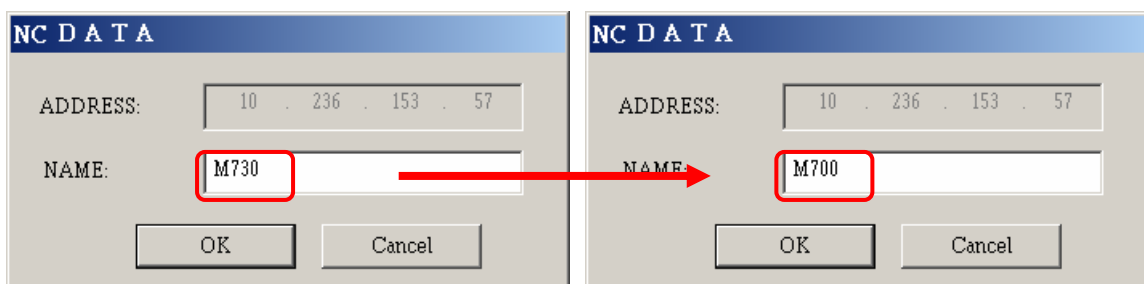 NC D A T A
ADDRESS: 10 . 236 . 153 . 57
NAME: M730
OK Cancel
NC D A T A
ADDRESS: 10 . 236 . 153 . 57
NAME: M700
OK Cancel